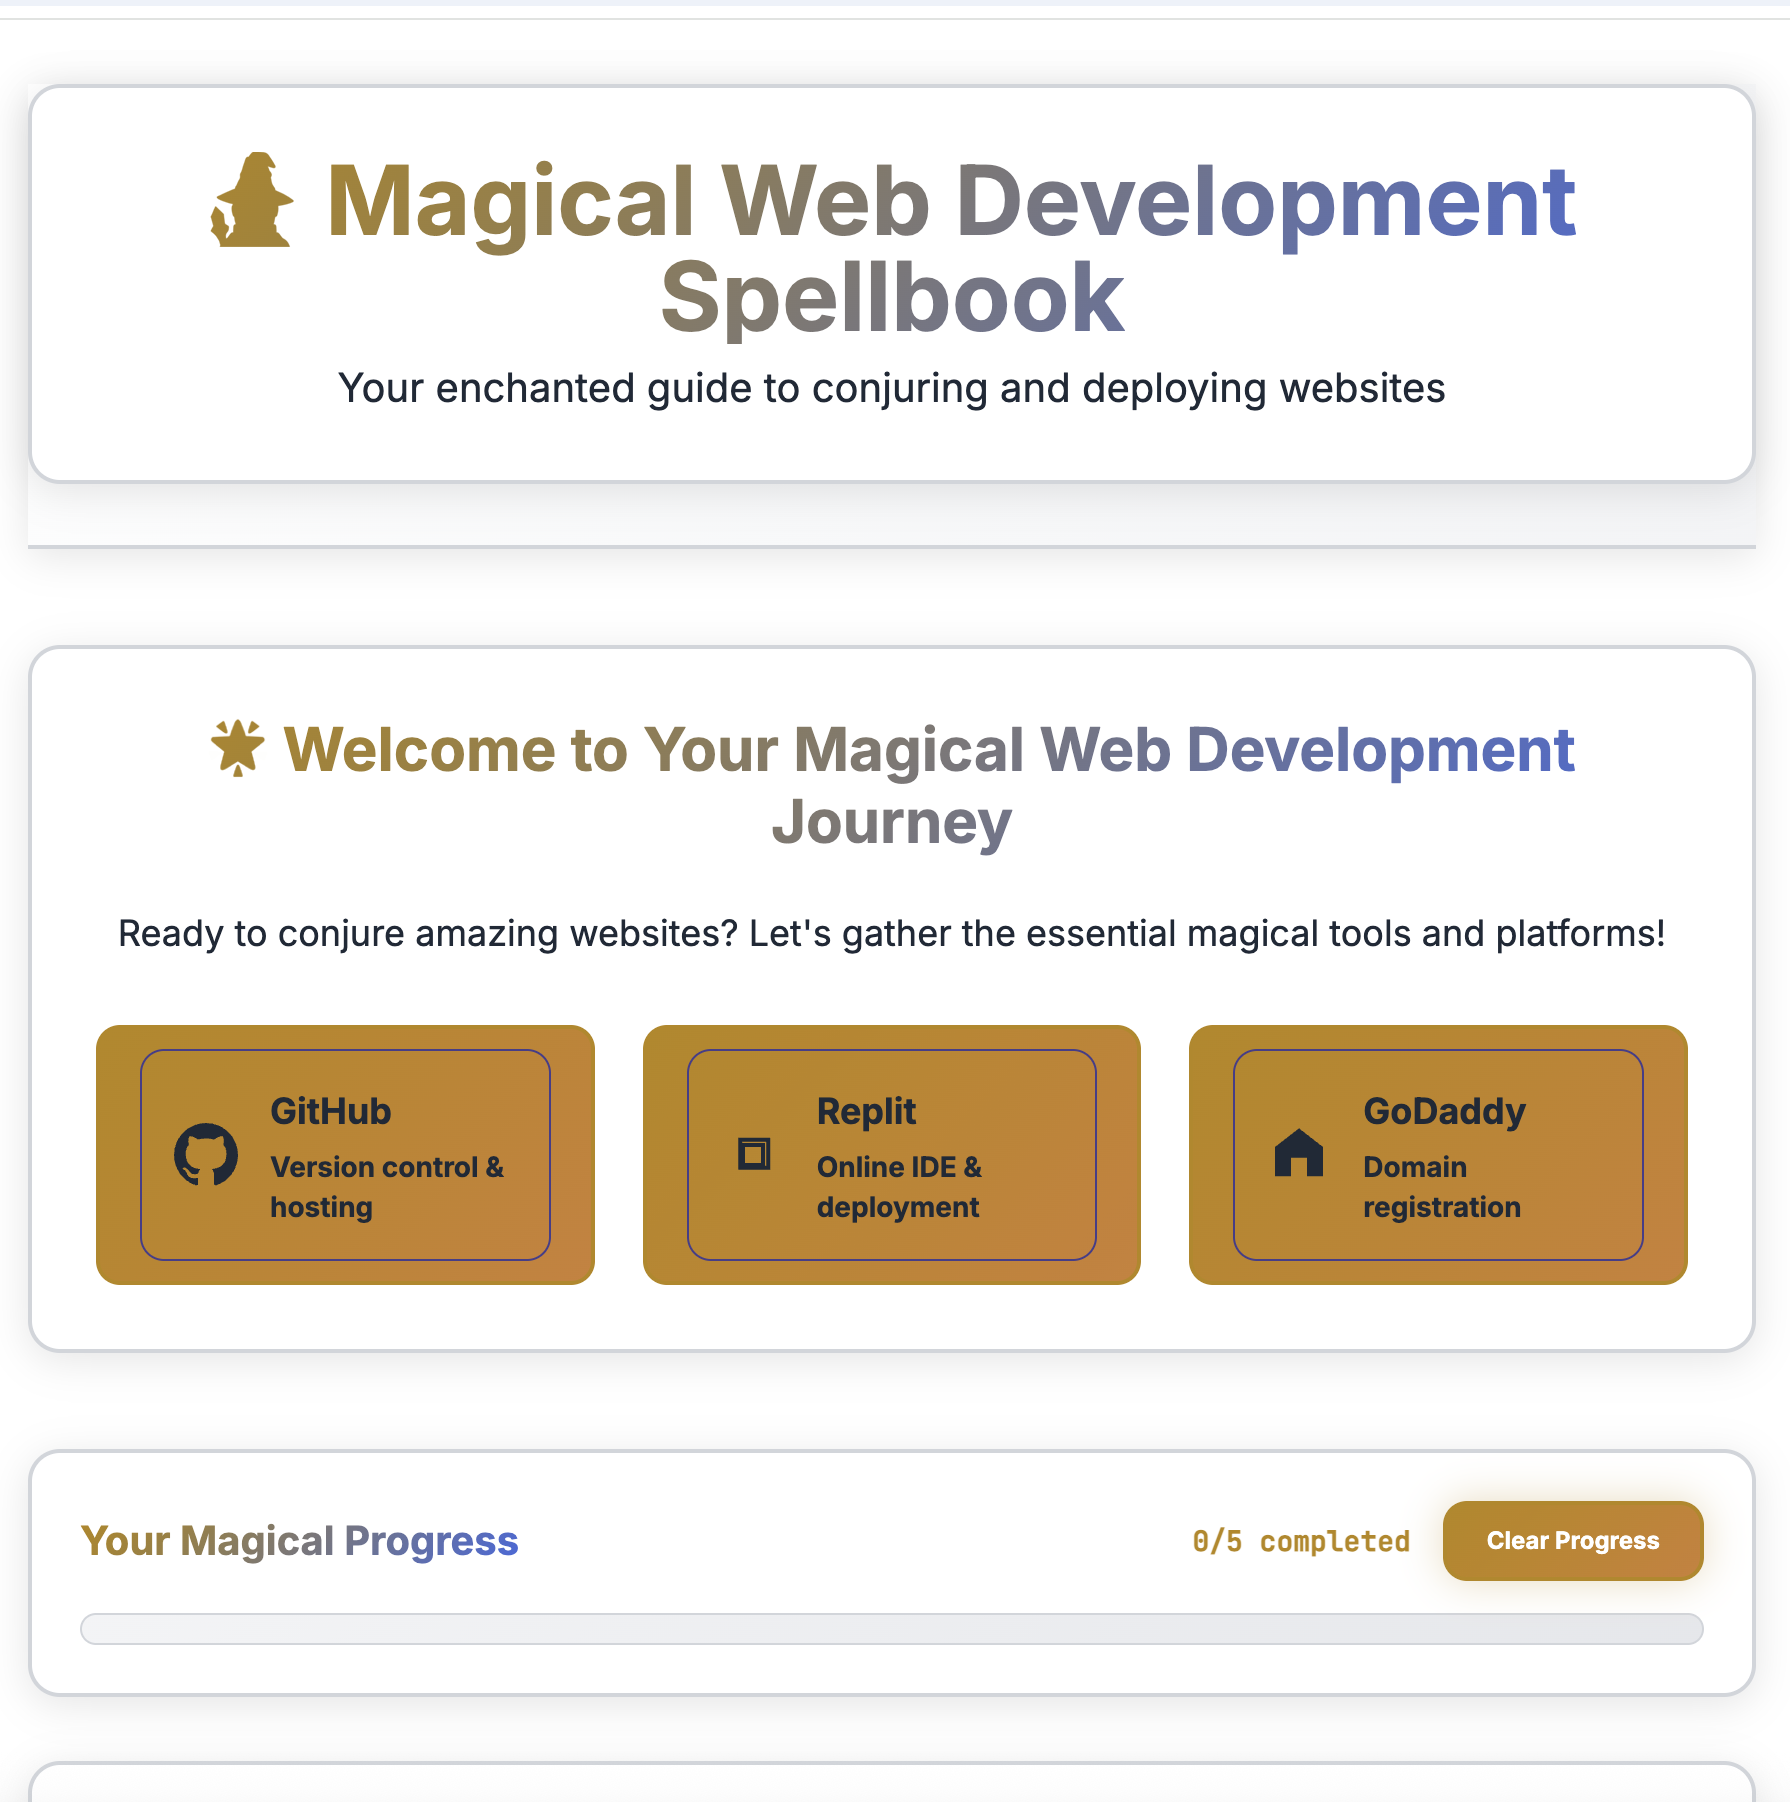 Magical Web Development
Spellbook
Your enchanted guide to conjuring and deploying websites
Welcome to Your Magical Web Development
Journey
Ready to conjure amazing websites? Let's gather the essential magical tools and platforms!
GitHub
Version control &
hosting
Replit
Online IDE &
deployment
GoDaddy
Domain
registration
Your Magical Progress
0/5 completed
Clear Progress